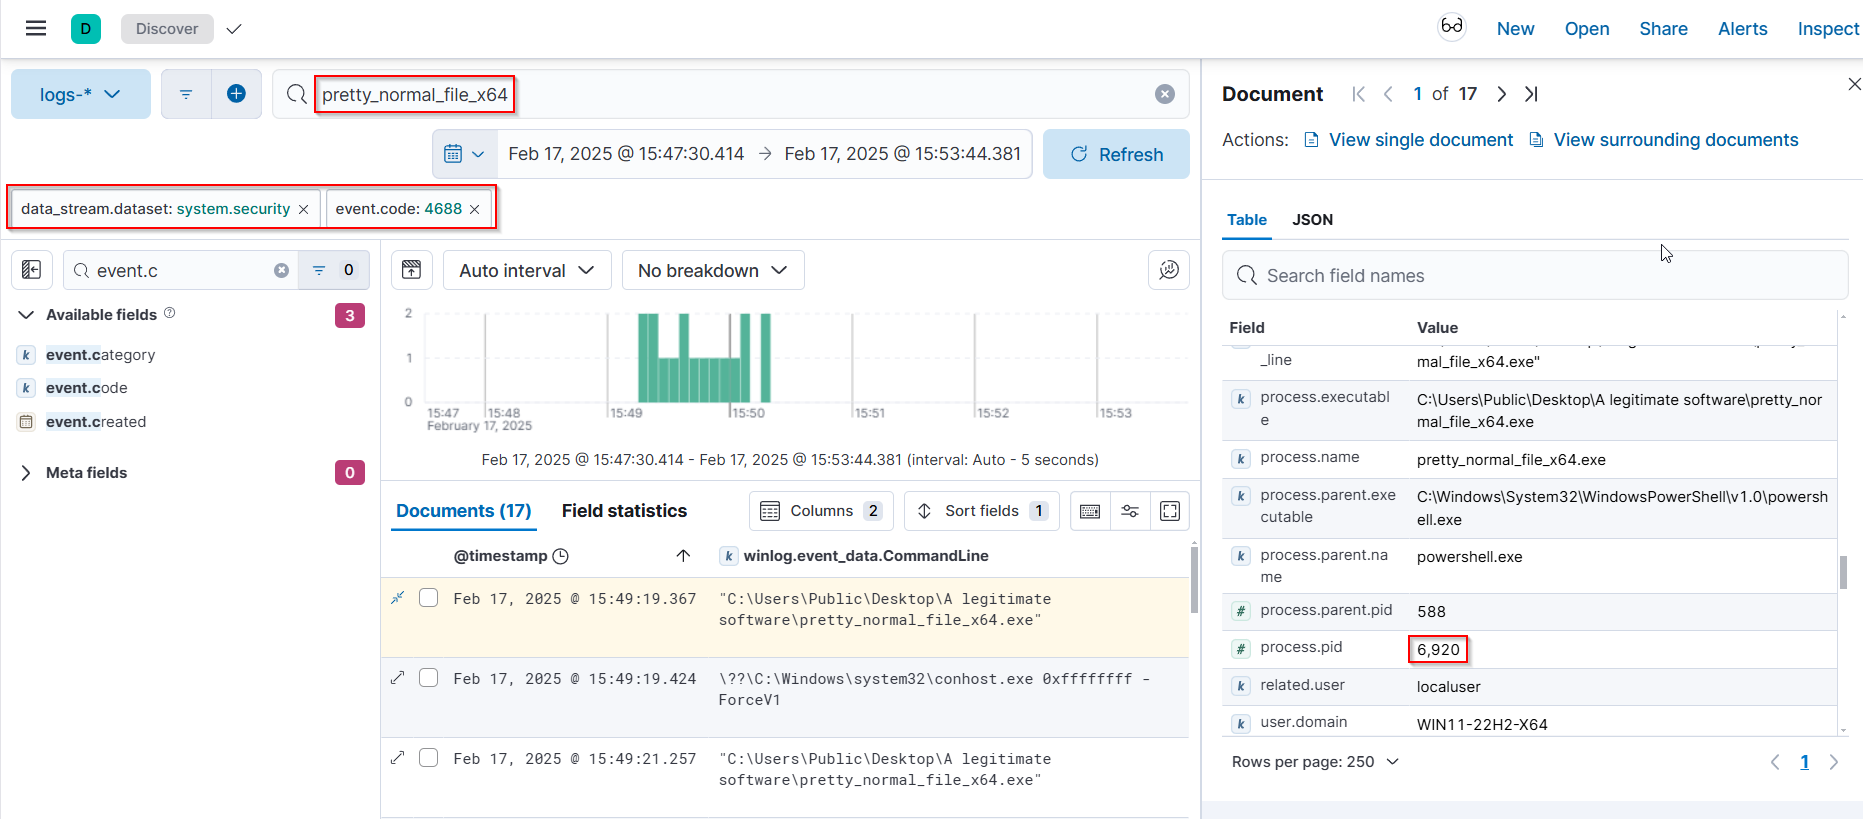 D
Discover
New
Open
Share
Alerts
Inspect
logs-*
pretty_normal_file_x64
Feb 17, 2025 @ 15:47:30.414 → Feb 17, 2025 @ 15:53:44.381
Refresh
data_stream.dataset: system.security ×
event.code: 4688 ×
event.c
0
Available fields
3
k event.category
k event.code
event.created
Meta fields
0
Auto interval
No breakdown
2
1
0
15:47
15:48
15:49
15:50
15:51
15:52
15:53
February 17, 2025
Feb 17, 2025 @ 15:47:30.414 - Feb 17, 2025 @ 15:53:44.381 (interval: Auto - 5 seconds)
Documents (17)
Field statistics
Columns 2
Sort fields 1
@timestamp
k winlog.event_data.CommandLine
Feb 17, 2025 @ 15:49:19.367
"C:\Users\Public\Desktop\A legitimate
software\pretty_normal_file_x64.exe"
Feb 17, 2025 @ 15:49:19.424
\??\C:\Windows\system32\conhost.exe 0xffffffff -
ForceV1
Feb 17, 2025 @ 15:49:21.257
"C:\Users\Public\Desktop\A legitimate
software\pretty_normal_file_x64.exe"
Document
1 of 17
Actions:
View single document
View surrounding documents
Table
JSON
Search field names
Field
Value
_line
mal_file_x64.exe"
k process.executabl
e
C:\Users\Public\Desktop\A legitimate software\pretty_nor
mal_file_x64.exe
k process.name
pretty_normal_file_x64.exe
k process.parent.exe
cutable
C:\Windows\System32\WindowsPowerShell\v1.0\powersh
ell.exe
k process.parent.na
me
powershell.exe
# process.parent.pid
588
# process.pid
6,920
k related.user
localuser
k user.domain
WIN11-22H2-X64
Rows per page: 250
1